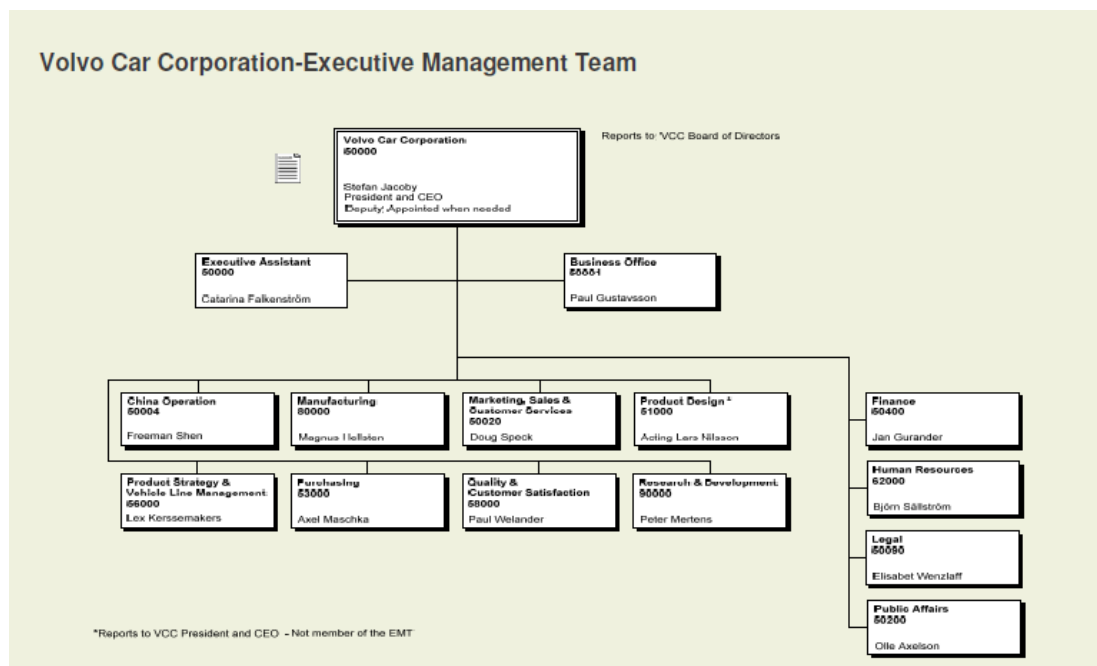 Volvo Car Corporation-Executive Management Team
Volvo Car Corporation
50000
Reports to: VCC Board of Directors
Stefan Jacoby
President and CEO
Deputy: Appointed when needed
Executive Assistant
50000
Catarina Falkenström
Business Office
Paul Gustavsson
China Operation
50004
Freeman Shen
Manufacturing
80000
Magnus Hellsten
Marketing, Sales &
Customer Services
50020
Doug Speck
Product Design *
51000
Acting Lars Nilsson
Finance
50400
Jan Gurander
Product Strategy &
Vehicle Line Management
56000
Lex Kerssemakers
Purchasing
53000
Axel Maschka
Quality &
Customer Satisfaction
58000
Paul Welander
Research & Development
90000
Peter Mertens
Human Resources
62000
Björn Sällström
Legal
50090
Elisabet Wenzlaff
Public Affairs
50200
Olle Axelson
*Reports to VCC President and CEO - Not member of the EMT